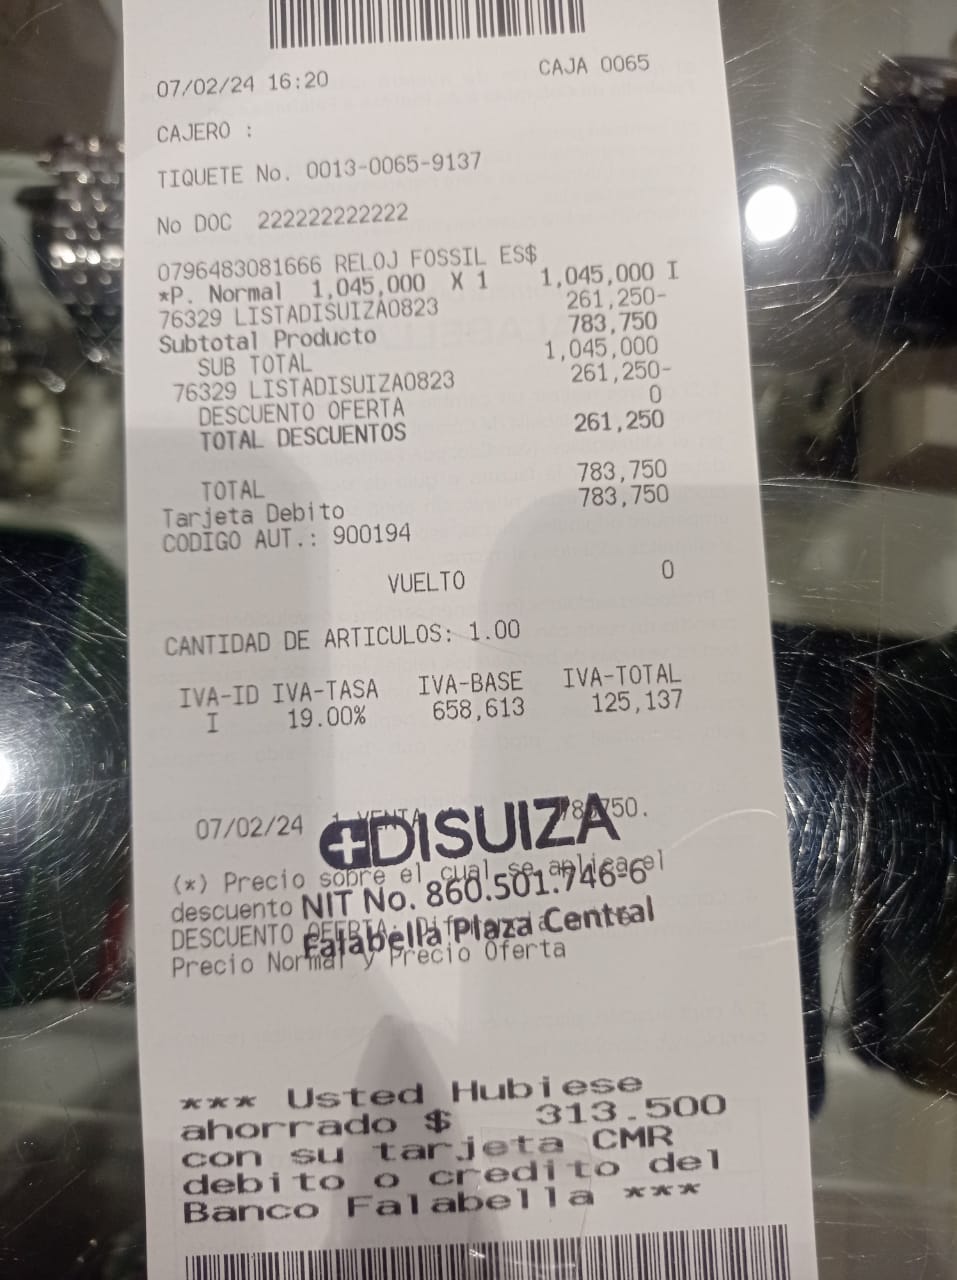 07/02/24 16:20 CAJA 0065
CAJERO :
TIQUETE No. 0013-0065-9137
No DOC 222222222222
0796483081666 RELOJ FOSSIL ES$
*P. Normal 1,045,000 X 1 1,045,000 I
76329 LISTADISUIZA0823 261,250-
Subtotal Producto 783,750
SUB TOTAL 1,045,000
76329 LISTADISUIZA0823 261,250-
DESCUENTO OFERTA 0
TOTAL DESCUENTOS 261,250
TOTAL 783,750
Tarjeta Debito 783,750
CODIGO AUT.: 900194
VUELTO 0
CANTIDAD DE ARTICULOS: 1.00
IVA-ID IVA-TASA IVA-BASE IVA-TOTAL
I 19.00% 658,613 125,137
07/02/24 1 VENTA 750.
DISUIZA
(*) Precio sobre el cual se aplica el
descuento
NIT No. 860.501.746-6
DESCUENTO OFERTA:
Falabella Plaza Central
Precio Normal y Precio Oferta
*** Usted Hubiese
ahorrado $ 313.500
con su tarjeta CMR
debito o credito del
Banco Falabella ***